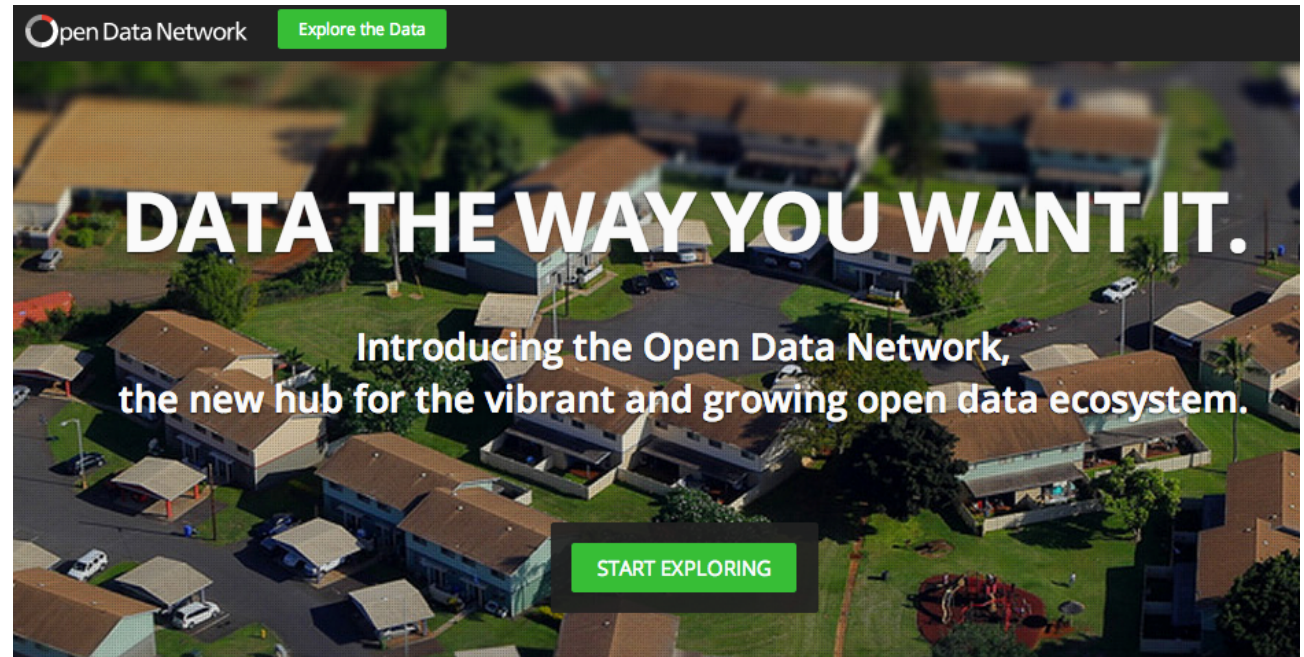 Open Data Network
Explore the Data
DATA THE WAY YOU WANT IT.
Introducing the Open Data Network,
the new hub for the vibrant and growing open data ecosystem.
START EXPLORING